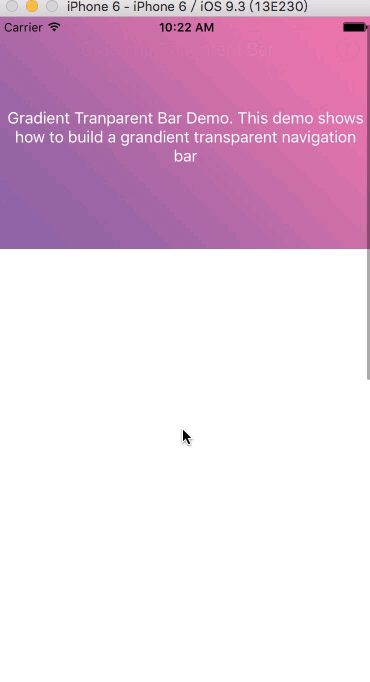 iPhone 6 - iPhone 6 / iOS 9.3 (13E230)
Carrier 10:22 AM
Bar
Gradient Tranparent Bar Demo. This demo shows
how to build a grandient transparent navigation
bar